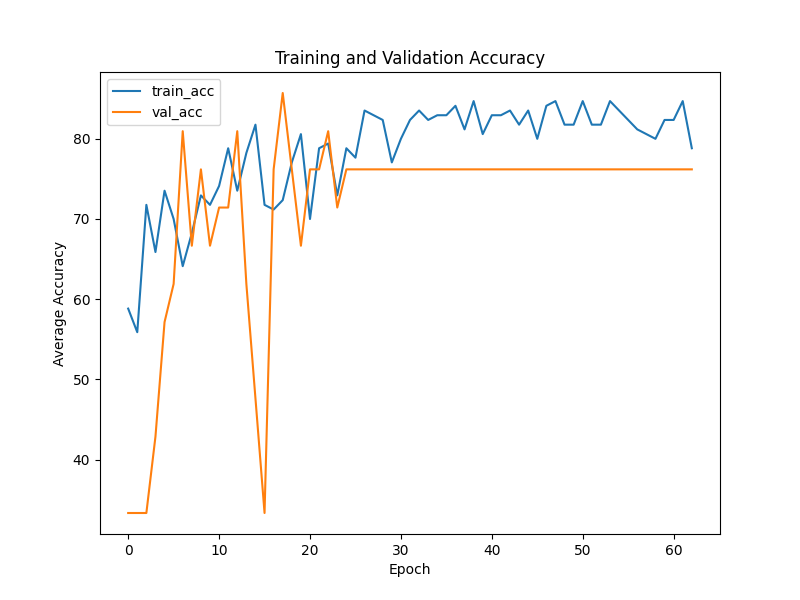 Training and Validation Accuracy
train_acc
val_acc
80
70
60
50
40
Average Accuracy
0 10 20 30 40 50 60
Epoch